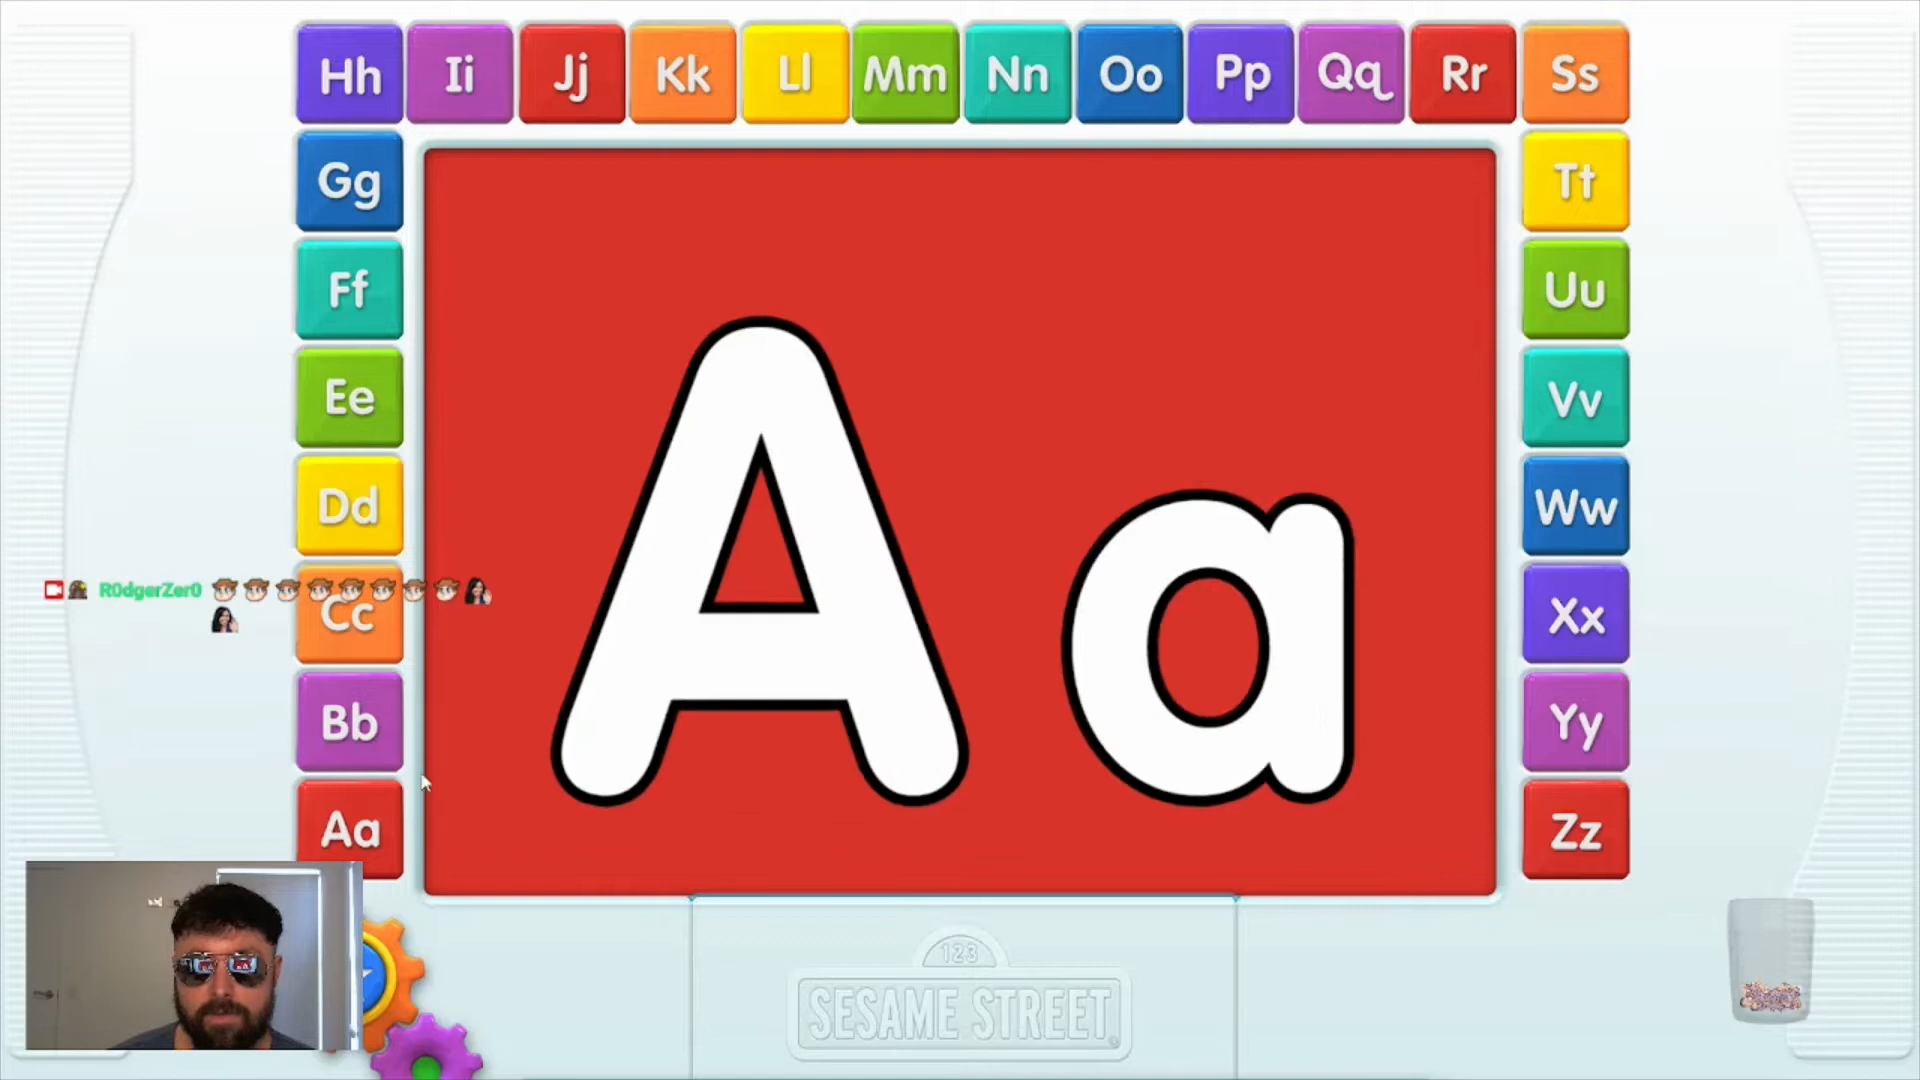 Hh Ii Jj Kk Ll Mm Nn Oo Pp Qq Rr Ss
Gg Tt
Ff Uu
Ee Vv
Dd Ww
R0dgerZer0
Cc Xx
Bb Yy
Aa Zz
A a
123
SESAME STREET